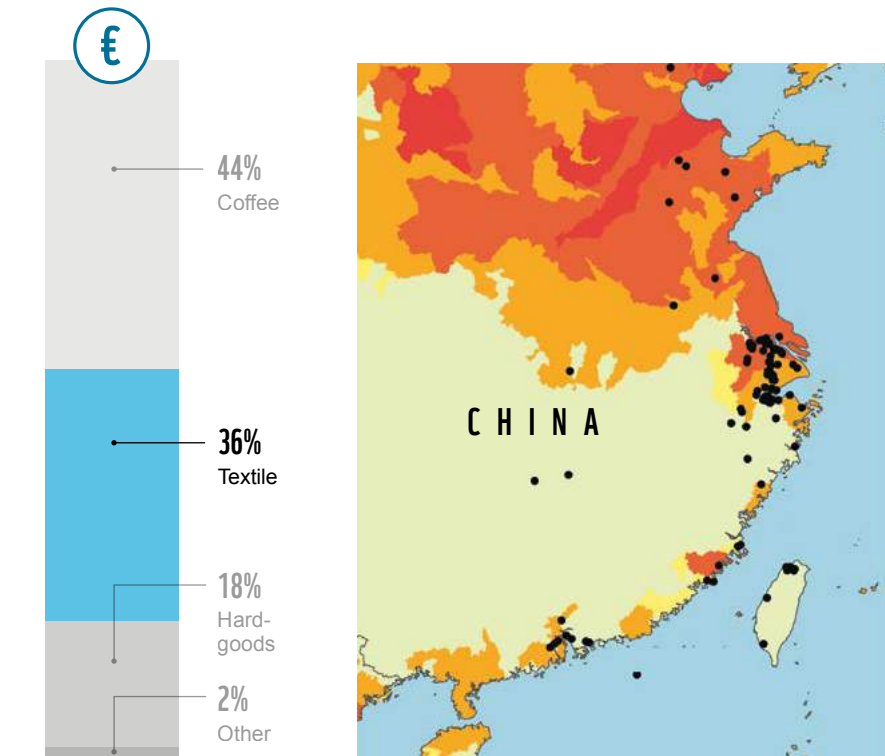 €
44%
Coffee
36%
Textile
18%
Hard-
goods
2%
Other
CHINA